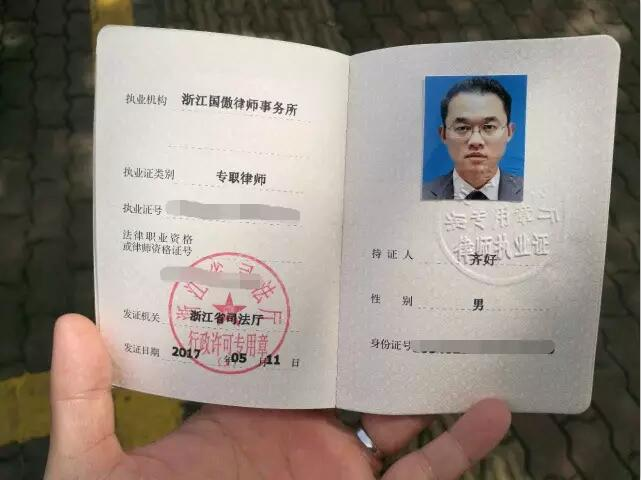 执业机构 浙江国傲律师事务所
执业证类别 专职律师
执业证号
法律职业资格
或律师资格证号
发证机关 浙江省司法厅
发证日期 2017 年 05 月 11 日
浙江省司法厅
行政许可专用章
律师执业证
持证人 齐好
性别 男
身份证号